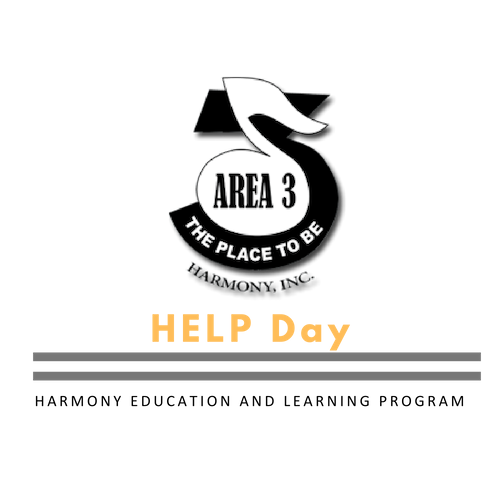 AREA 3
THE PLACE TO BE
HARMONY, INC.
HELP Day
HARMONY EDUCATION AND LEARNING PROGRAM